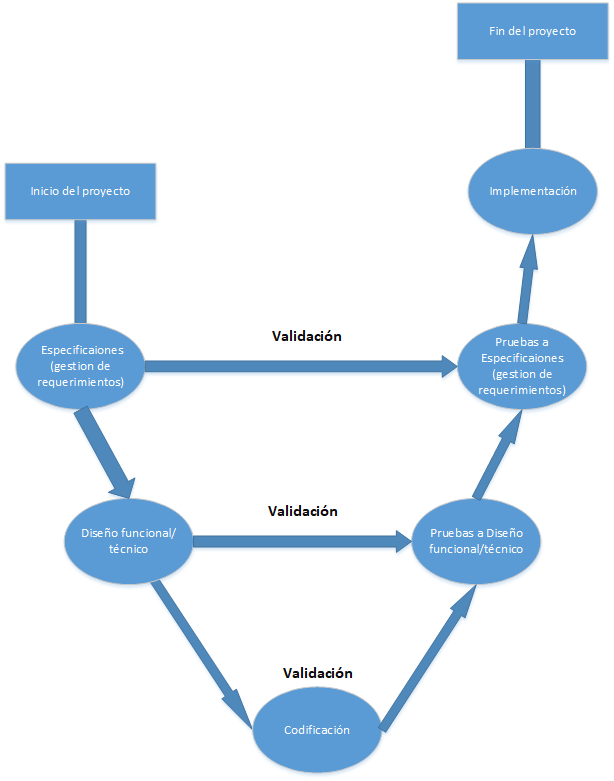 Fin del proyecto
Inicio del proyecto
Implementación
Especificaiones
(gestion de
requerimientos)
Validación
Pruebas a
Especificaiones
(gestion de
requerimientos)
Diseño funcional/
técnico
Validación
Pruebas a Diseño
funcional/técnico
Validación
Codificación